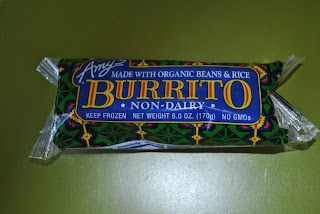 Amy's
MADE WITH ORGANIC BEANS & RICE
BURRITO
• NON-DAIRY •
KEEP FROZEN NET WEIGHT 6.0 OZ. (170g) NO GMOs